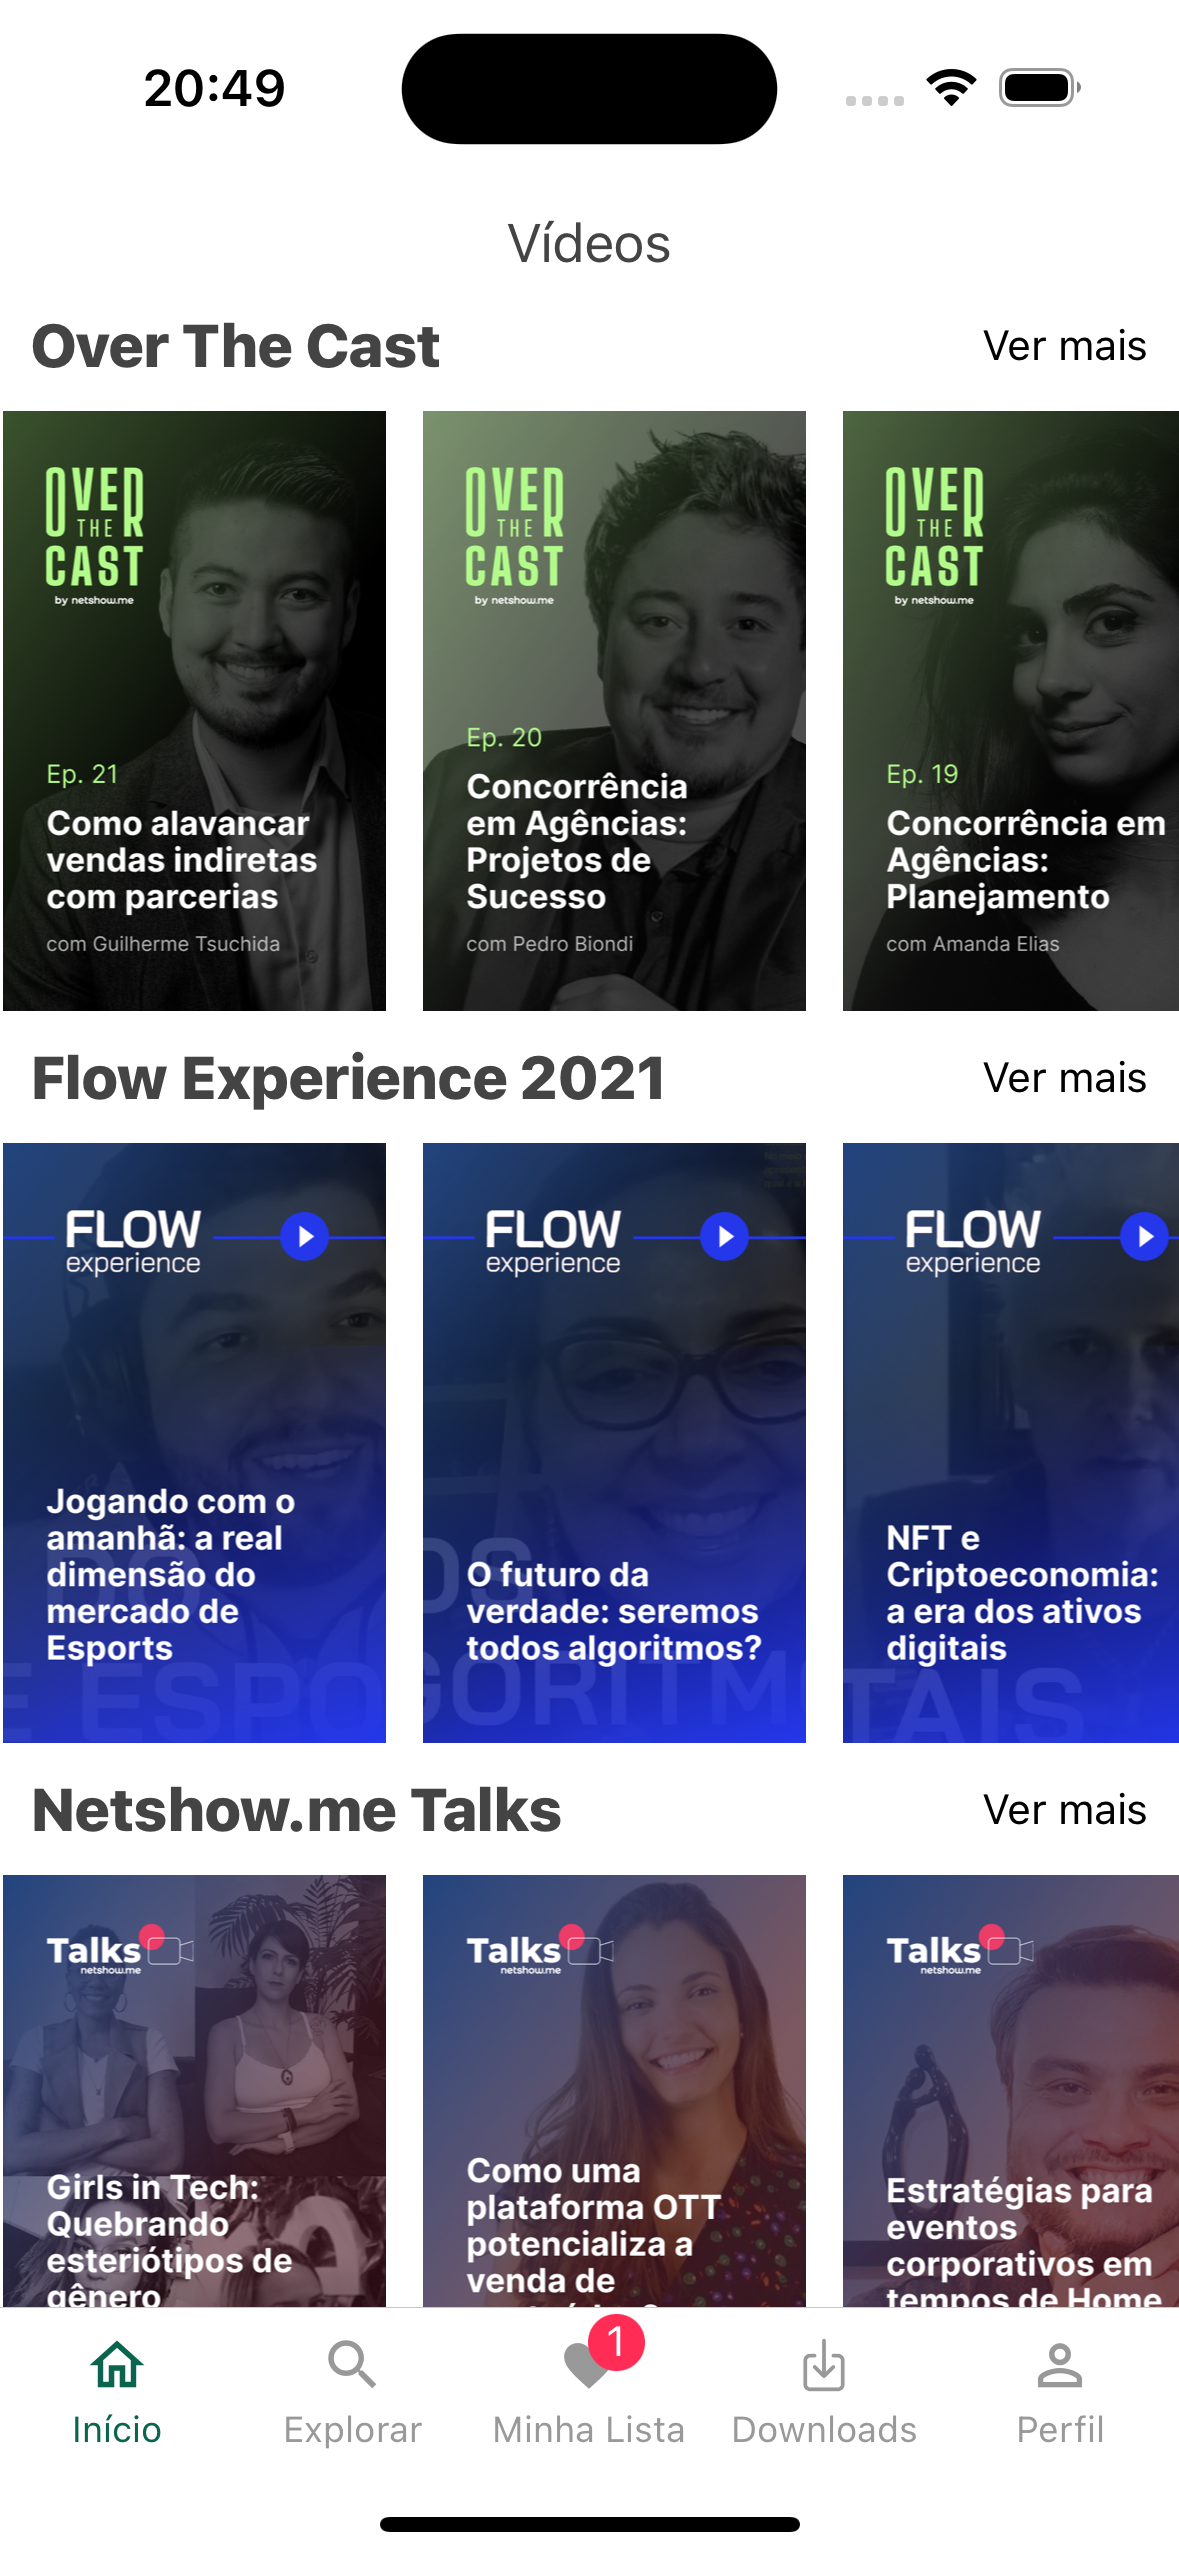 20:49
Vídeos
Over The Cast
Ver mais
OVER
THE
CAST
by netshow.me
Ep. 21
Como alavancar
vendas indiretas
com parcerias
com Guilherme Tsuchida
OVER
THE
CAST
by netshow.me
Ep. 20
Concorrência
em Agências:
Projetos de
Sucesso
com Pedro Biondi
OVER
THE
CAST
by netshow.me
Ep. 19
Concorrência em
Agências:
Planejamento
com Amanda Elias
Flow Experience 2021
Ver mais
FLOW
experience
Jogando com o
amanhã: a real
dimensão do
mercado de
Esports
E ESPO
FLOW
experience
O futuro da
verdade: seremos
todos algoritmos?
GORITM
FLOW
experience
NFT e
Criptoeconomia:
a era dos ativos
digitais
TAIS
Netshow.me Talks
Ver mais
Talks
netshow.me
Girls in Tech:
Quebrando
esteriótipos de
gênero
Talks
netshow.me
Como uma
plataforma OTT
potencializa a
venda de
Talks
netshow.me
Estratégias para
eventos
corporativos em
tempos de Home
1
Início
Explorar
Minha Lista
Downloads
Perfil